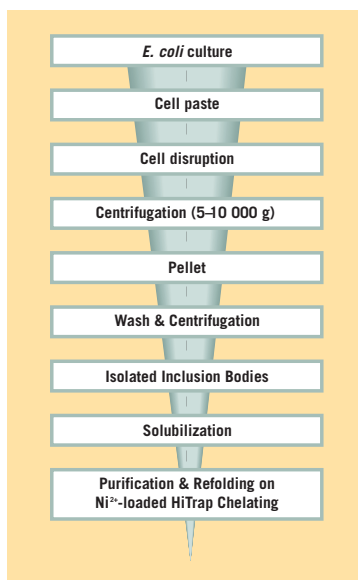 E. coli culture
Cell paste
Cell disruption
Centrifugation (5–10 000 g)
Pellet
Wash & Centrifugation
Isolated Inclusion Bodies
Solubilization
Purification & Refolding on
Ni²⁺-loaded HiTrap Chelating